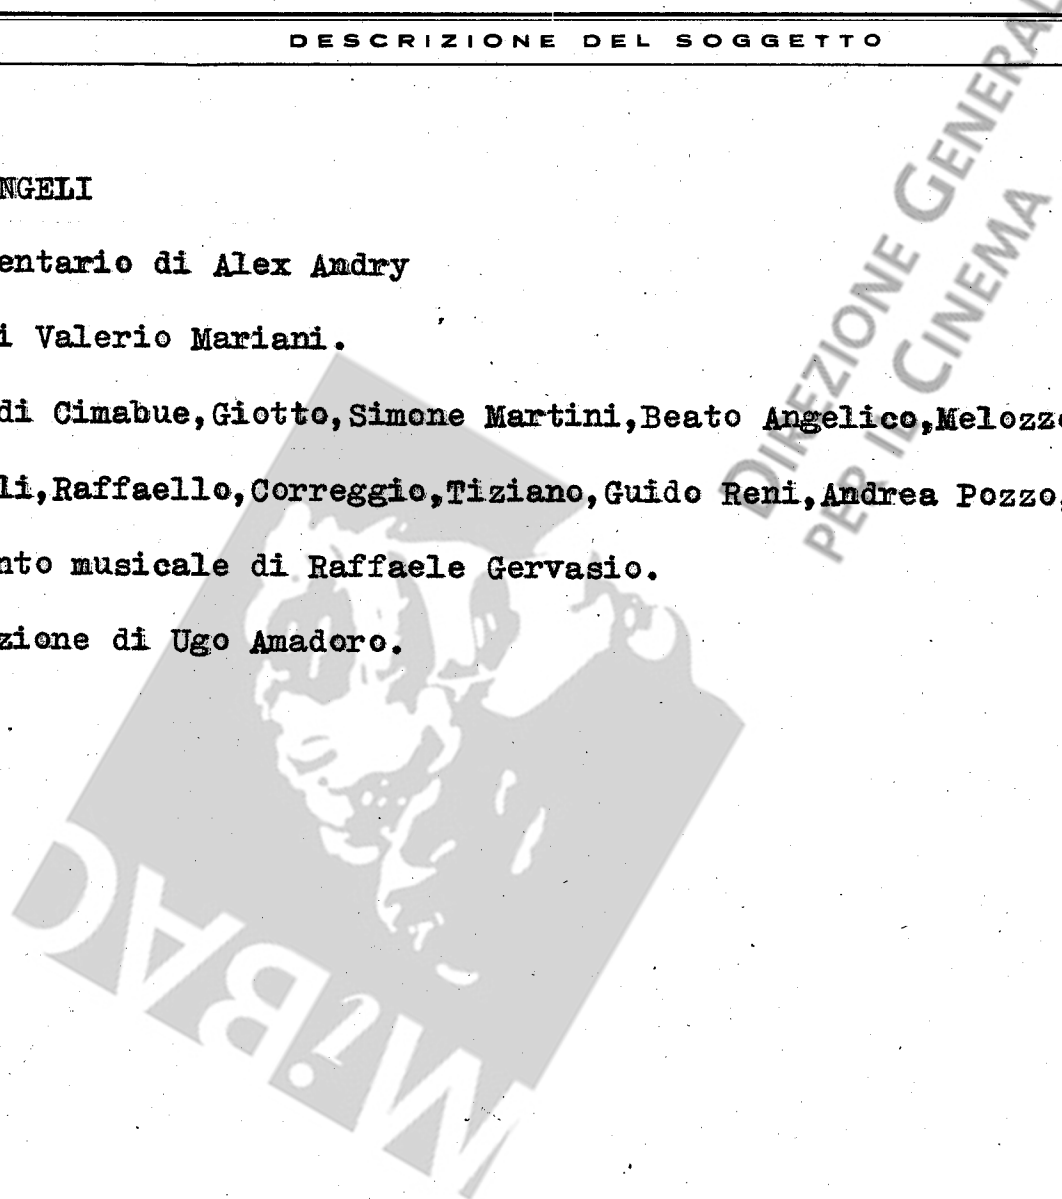 DESCRIZIONE DEL SOGGETTO
NGELI
entario di Alex Andry
i Valerio Mariani.
di Cimabue,Giotto,Simone Martini,Beato Angelico,Melozzo
li,Raffaello,Correggio,Tiziano,Guido Reni,Andrea Pozzo.
nto musicale di Raffaele Gervasio.
zione di Ugo Amadoro.
DIREZIONE GENERAL
PER IL CINEMA
MiBAC